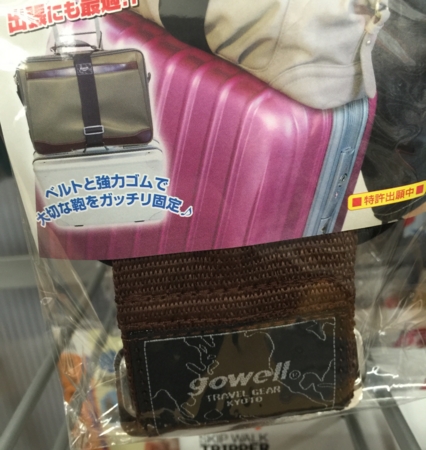 出張にも最適!!
ベルトと強力ゴムで
大切な鞄をガッチリ固定♪
■特許出願中■
gowell
TRAVEL GEAR
KYOTO
SKIP WALK
TRIPPER